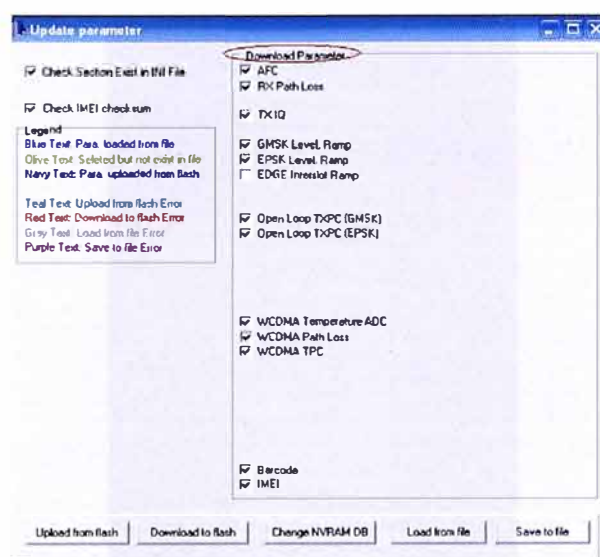 Update parameter
Check Section Exist in INI File
Check IMEI check sum
Legend
Blue Text: Para. loaded from file
Olive Text: Seleted but not exist in file
Navy Text: Para. uploaded from flash
Teal Text: Upload from flash Error
Red Text: Download to flash Error
Grey Text: Load from file Error
Purple Text: Save to file Error
Download Parameter
AFC
RX Path Loss
TX IQ
GMSK Level, Ramp
EPSK Level, Ramp
EDGE Interslot Ramp
Open Loop TXPC (GMSK)
Open Loop TXPC (EPSK)
WCDMA Temperature ADC
WCDMA Path Loss
WCDMA TPC
Barcode
IMEI
Upload from flash
Download to flash
Change NVRAM DB
Load from file
Save to file